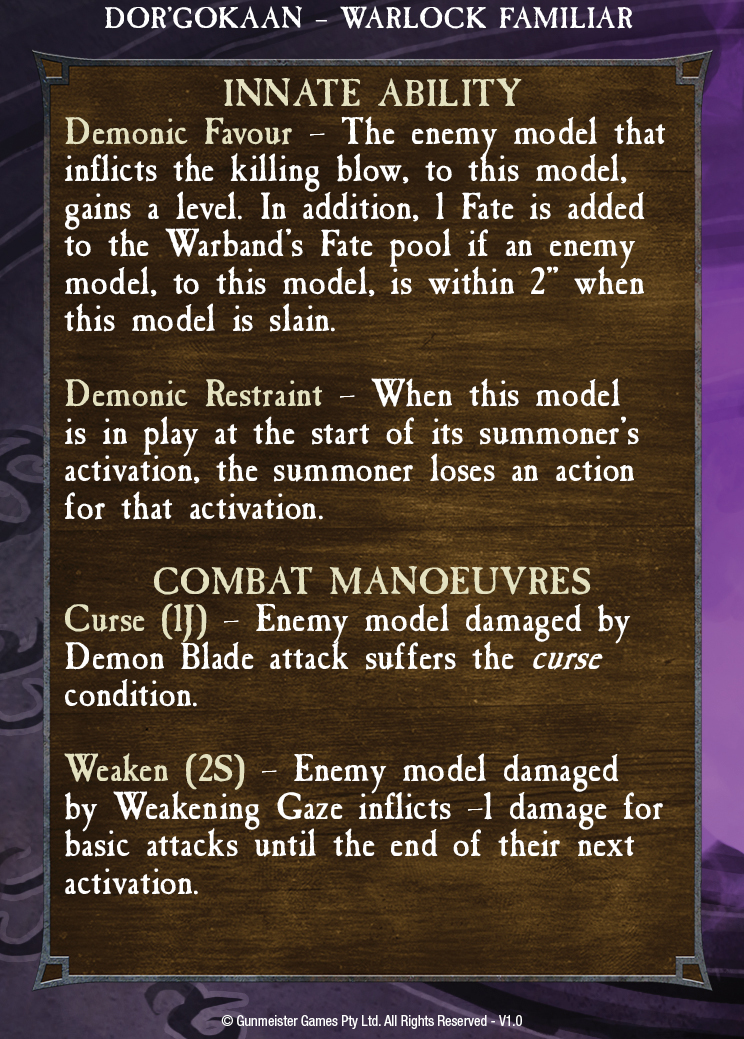 DOR'GOKAAN – WARLOCK FAMILIAR
INNATE ABILITY
Demonic Favour – The enemy model that
inflicts the killing blow, to this model,
gains a level. In addition, 1 Fate is added
to the Warband's Fate pool if an enemy
model, to this model, is within 2” when
this model is slain.
Demonic Restraint – When this model
is in play at the start of its summoner's
activation, the summoner loses an action
for that activation.
COMBAT MANOEUVRES
Curse (1J) – Enemy model damaged by
Demon Blade attack suffers the curse
condition.
Weaken (2S) – Enemy model damaged
by Weakening Gaze inflicts –1 damage for
basic attacks until the end of their next
activation.
© Gunmeister Games Pty Ltd. All Rights Reserved - V1.0